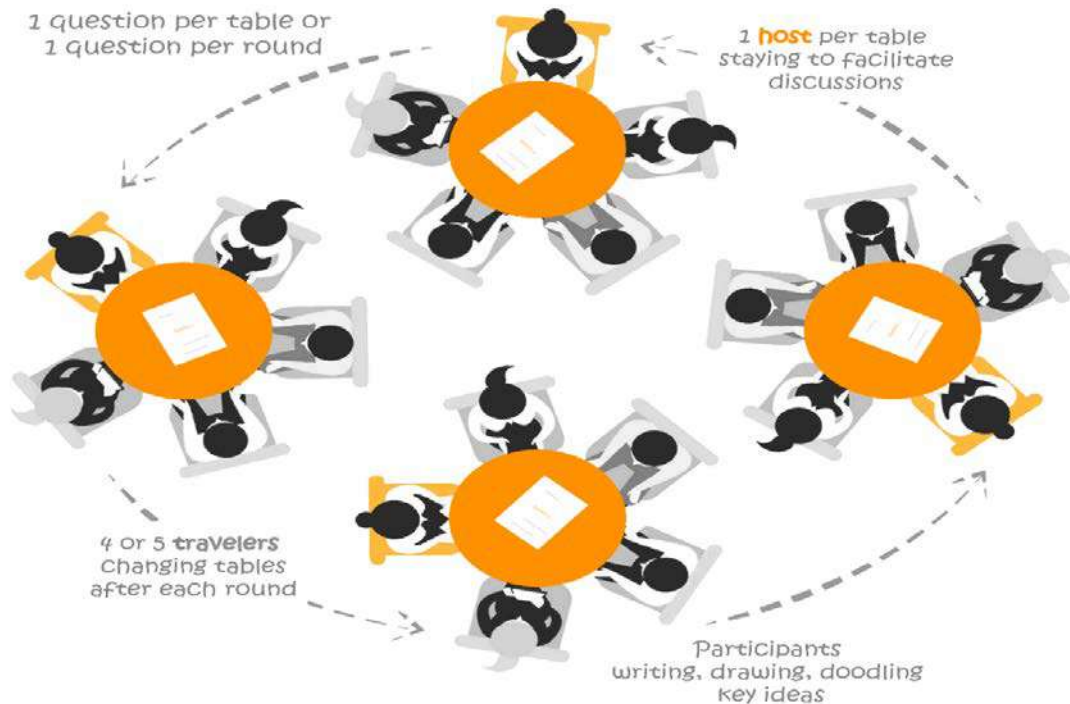 1 question per table or
1 question per round
1 host per table
staying to facilitate
discussions
4 or 5 travelers
changing tables
after each round
Participants
writing, drawing, doodling
key ideas